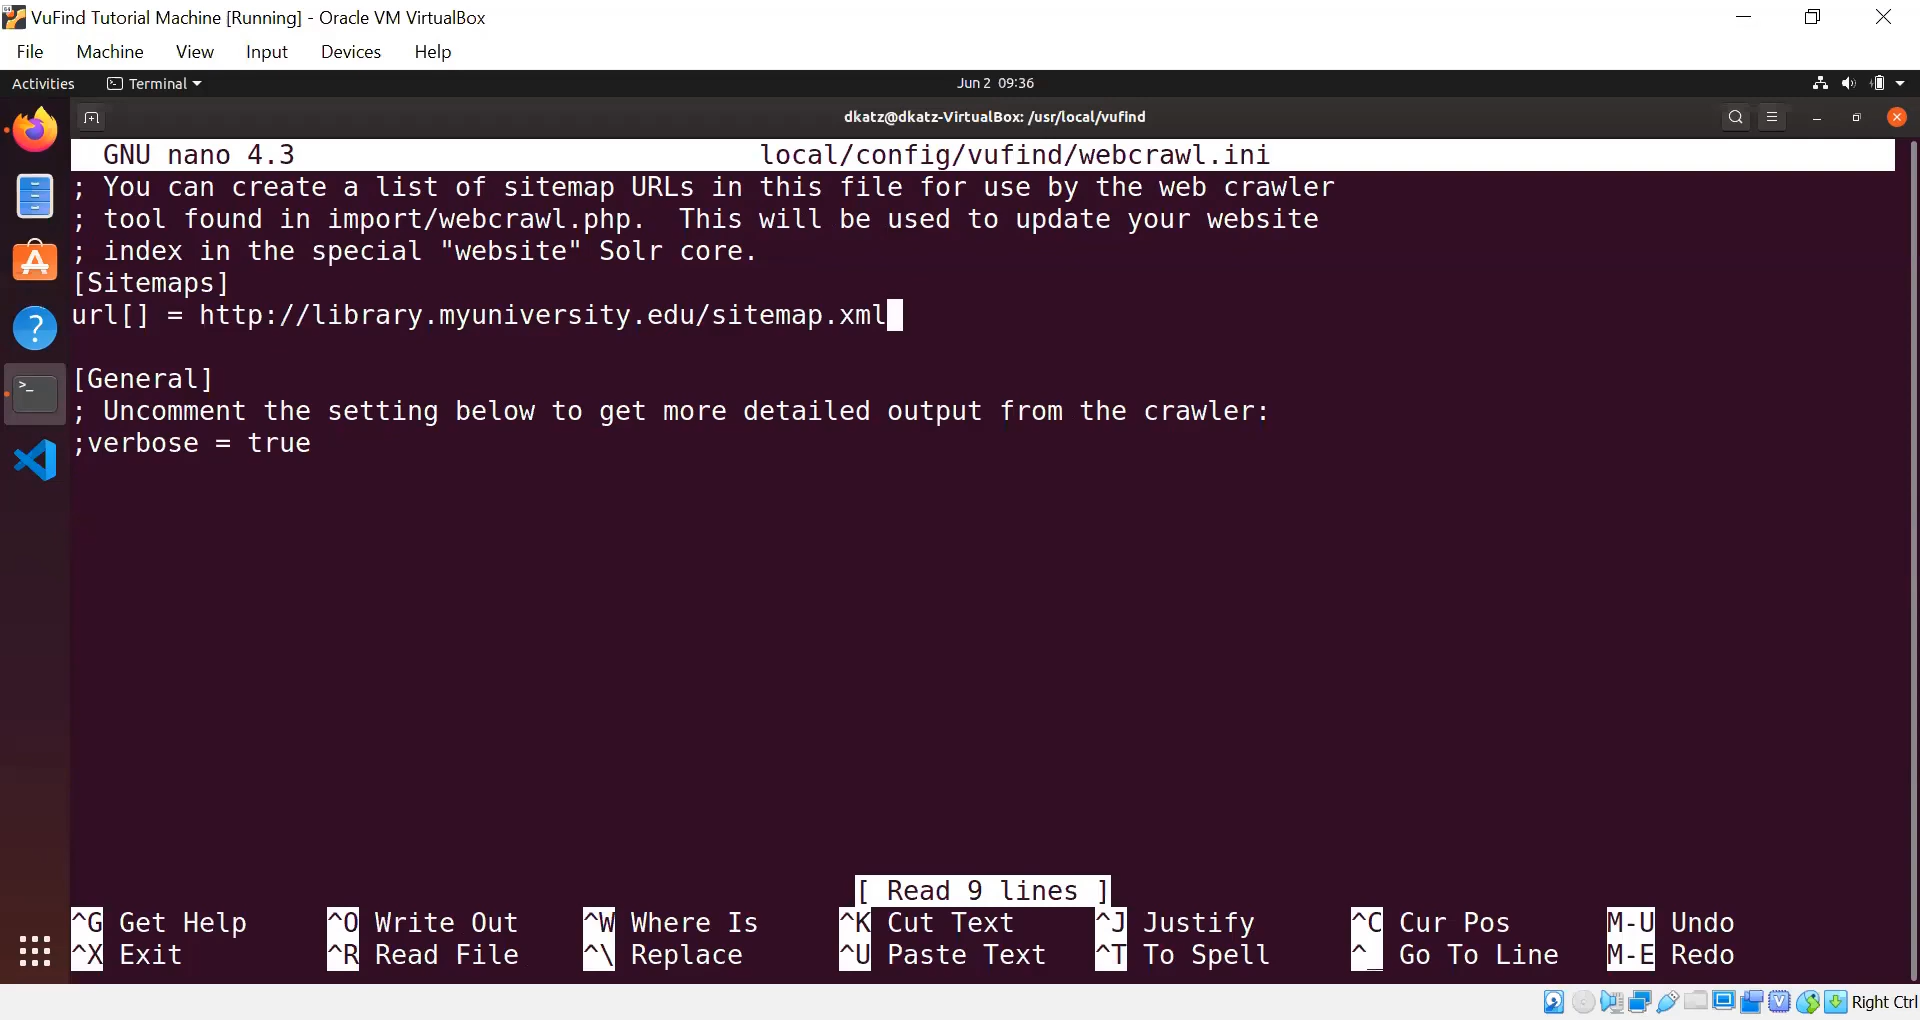 VuFind Tutorial Machine [Running] - Oracle VM VirtualBox
File Machine View Input Devices Help
Activities Terminal Jun 2 09:36
dkatz@dkatz-VirtualBox: /usr/local/vufind
GNU nano 4.3 local/config/vufind/webcrawl.ini
; You can create a list of sitemap URLs in this file for use by the web crawler
; tool found in import/webcrawl.php.  This will be used to update your website
; index in the special "website" Solr core.
[Sitemaps]
url[] = http://library.myuniversity.edu/sitemap.xml
[General]
; Uncomment the setting below to get more detailed output from the crawler:
;verbose = true
[ Read 9 lines ]
^G Get Help ^O Write Out ^W Where Is ^K Cut Text ^J Justify ^C Cur Pos M-U Undo
^X Exit ^R Read File ^\ Replace ^U Paste Text ^T To Spell ^_ Go To Line M-E Redo
Right Ctrl